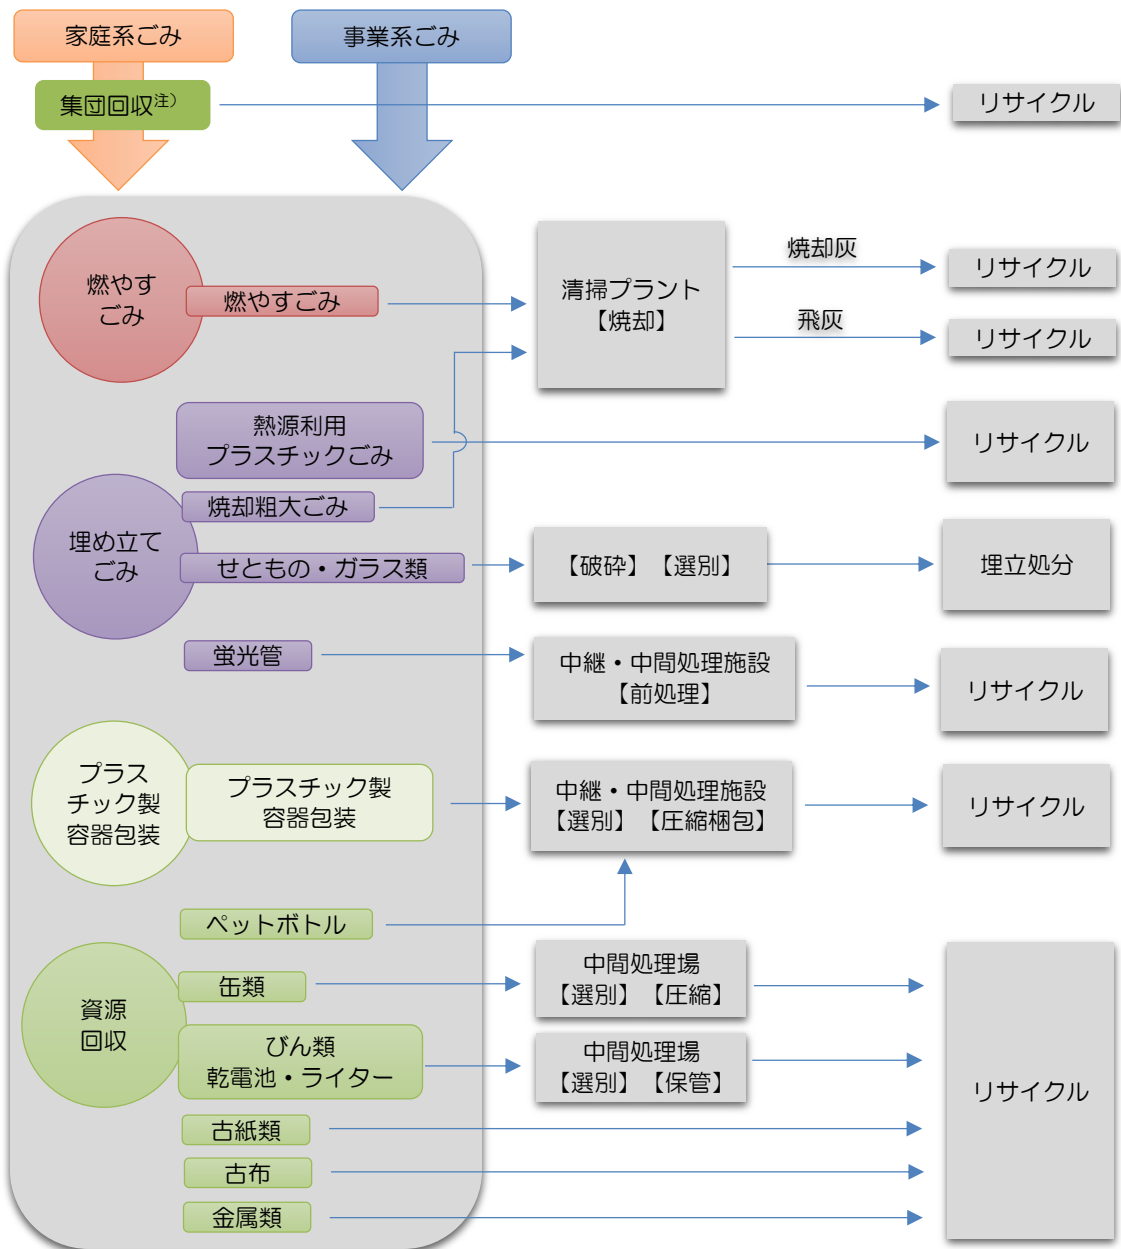 家庭系ごみ
事業系ごみ
集団回収注）
リサイクル
燃やす
ごみ
燃やすごみ
清掃プラント
【焼却】
焼却灰
リサイクル
飛灰
リサイクル
熱源利用
プラスチックごみ
リサイクル
埋め立て
ごみ
焼却粗大ごみ
せともの・ガラス類
【破砕】【選別】
埋立処分
蛍光管
中継・中間処理施設
【前処理】
リサイクル
プラス
チック製
容器包装
プラスチック製
容器包装
中継・中間処理施設
【選別】【圧縮梱包】
リサイクル
ペットボトル
資源
回収
缶類
中間処理場
【選別】【圧縮】
びん類
乾電池・ライター
中間処理場
【選別】【保管】
リサイクル
古紙類
古布
金属類